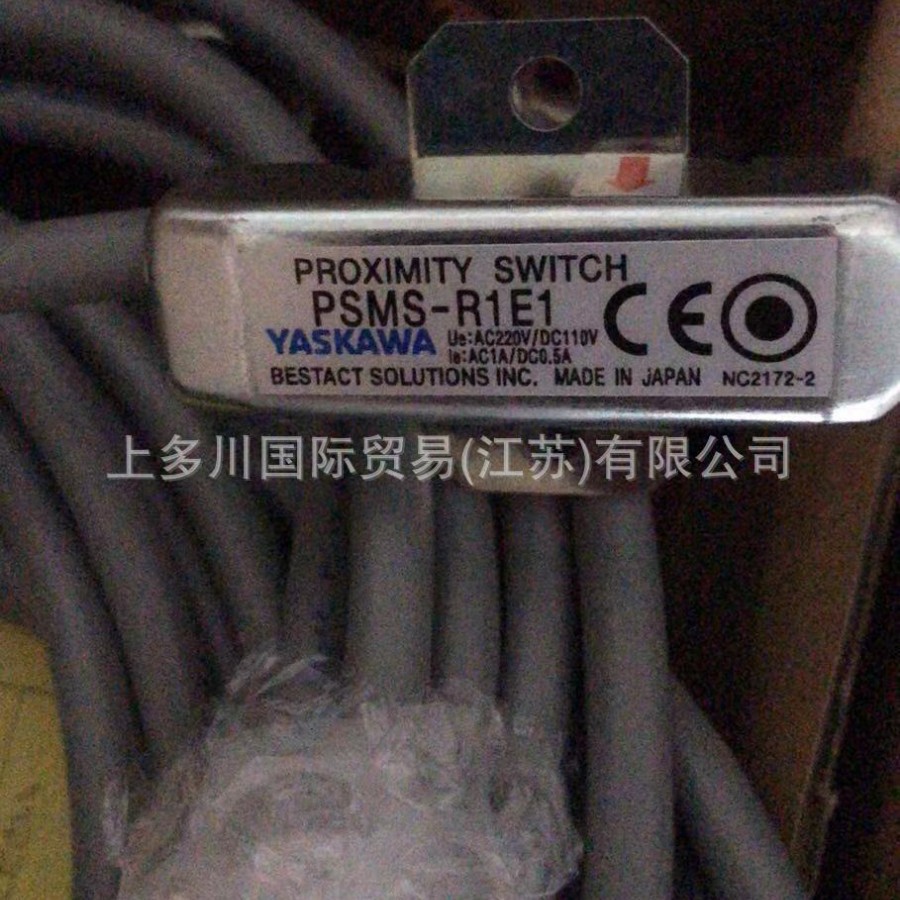 PROXIMITY SWITCH
PSMS-R1E1
YASKAWA Ue:AC220V/DC110V
Ie:AC1A/DC0.5A
CE
BESTACT SOLUTIONS INC. MADE IN JAPAN NC2172-2
上多川国际贸易(江苏)有限公司